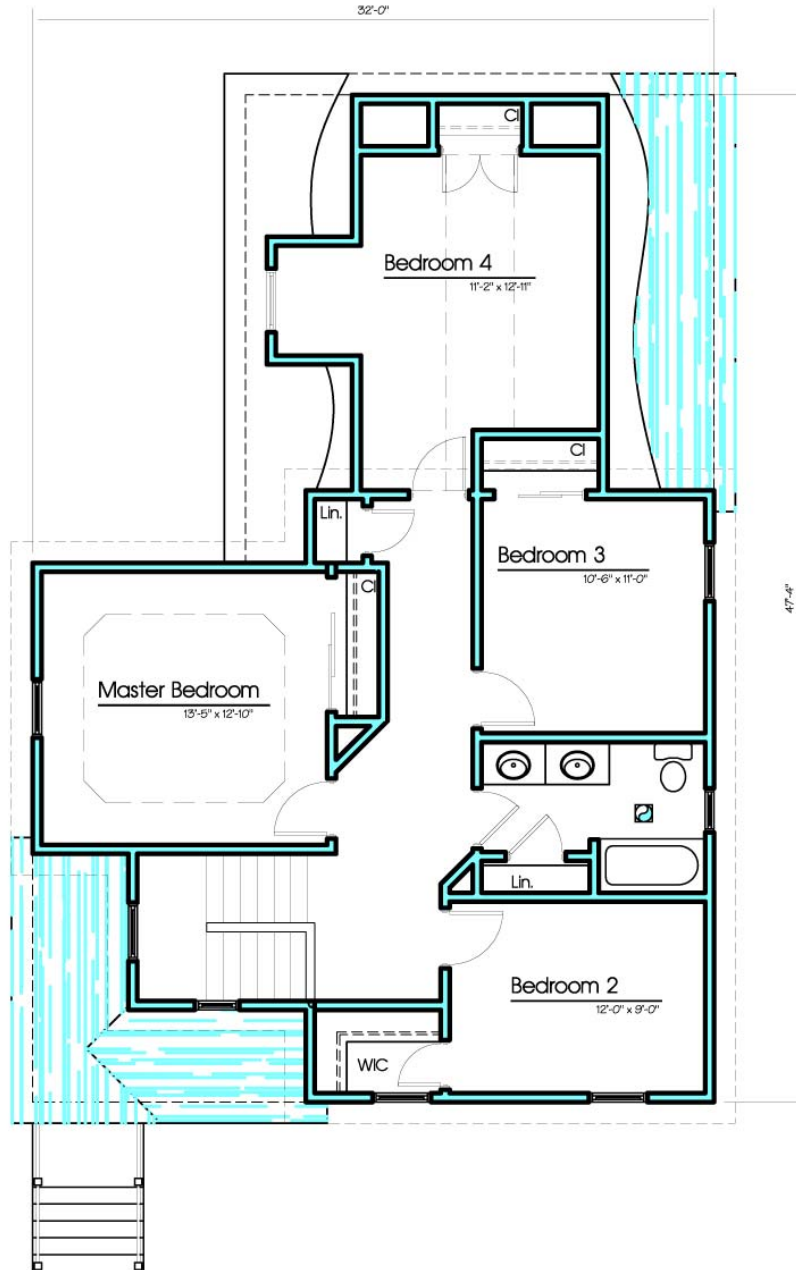 32'-0"
Cl
Bedroom 4
11'-2" x 12'-11"
Cl
Lin.
Bedroom 3
10'-6" x 11'-0"
Cl
47'-4"
Master Bedroom
13'-5" x 12'-10"
Lin.
Bedroom 2
12'-0" x 9'-0"
WIC